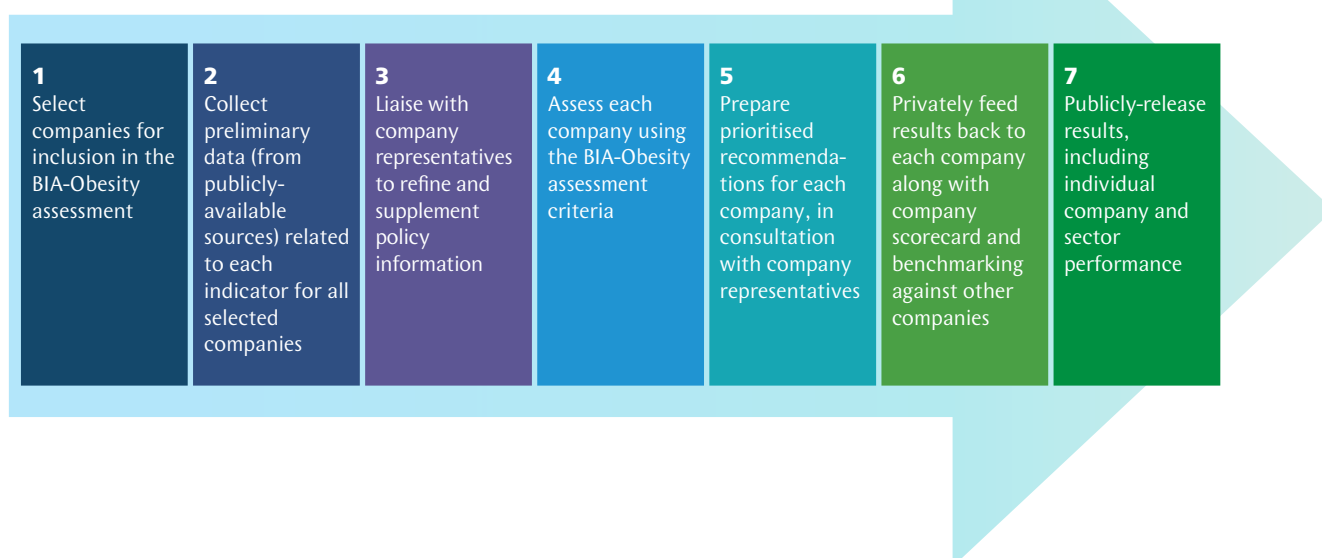 1
Select
companies for
inclusion in the
BIA-Obesity
assessment
2
Collect
preliminary
data (from
publicly-
available
sources) related
to each
indicator for all
selected
companies
3
Liaise with
company
representatives
to refine and
supplement
policy
information
4
Assess each
company using
the BIA-Obesity
assessment
criteria
5
Prepare
prioritised
recommenda-
tions for each
company, in
consultation
with company
representatives
6
Privately feed
results back to
each company
along with
company
scorecard and
benchmarking
against other
companies
7
Publicly-release
results,
including
individual
company and
sector
performance